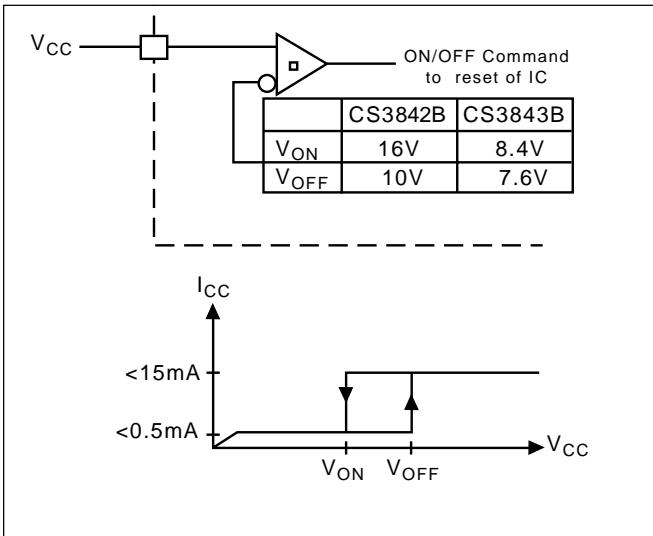 VCC
ON/OFF Command
to reset of IC
CS3842B CS3843B
VON 16V 8.4V
VOFF 10V 7.6V
ICC
<15mA
<0.5mA
VCC
VON VOFF